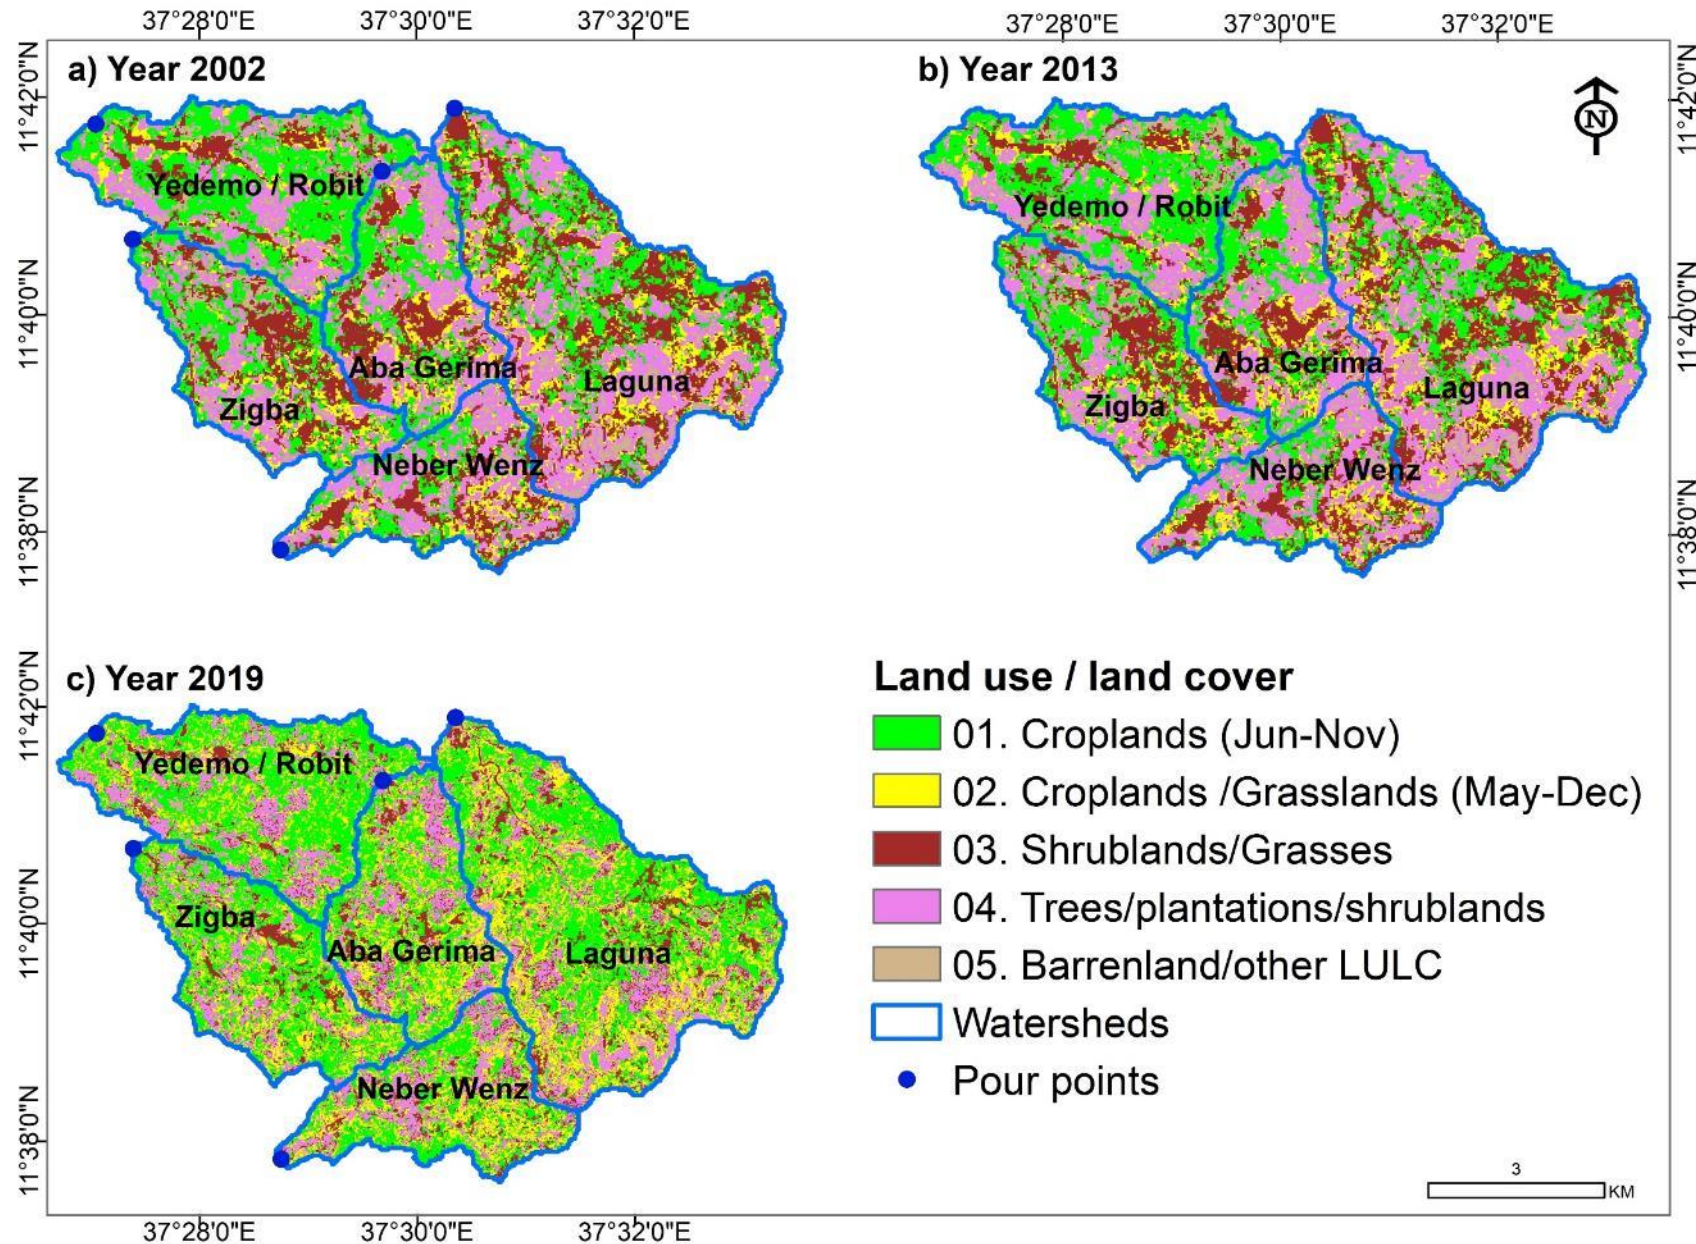 37°28'0"E 37°30'0"E 37°32'0"E 37°28'0"E 37°30'0"E 37°32'0"E
a) Year 2002
b) Year 2013
11°42'0"N
11°42'0"N
N
Yedemo / Robit
Yedemo / Robit
11°40'0"N
11°40'0"N
Aba Gerima
Laguna
Zigba
Aba Gerima
Laguna
Zigba
Neber Wenz
Neber Wenz
11°38'0"N
11°38'0"N
c) Year 2019
11°42'0"N
Yedemo / Robit
Zigba
11°40'0"N
Aba Gerima
Laguna
Neber Wenz
11°38'0"N
Land use / land cover
01. Croplands (Jun-Nov)
02. Croplands /Grasslands (May-Dec)
03. Shrublands/Grasses
04. Trees/plantations/shrublands
05. Barrenland/other LULC
Watersheds
Pour points
3
KM
37°28'0"E 37°30'0"E 37°32'0"E